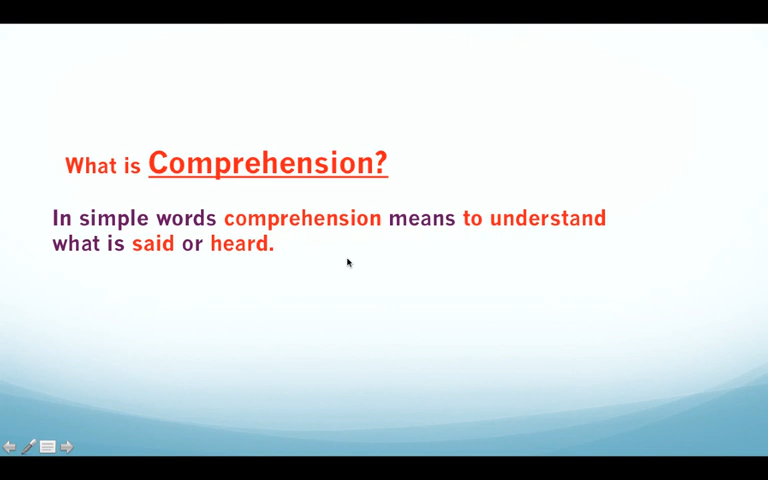 What is Comprehension?
In simple words comprehension means to understand
what is said or heard.